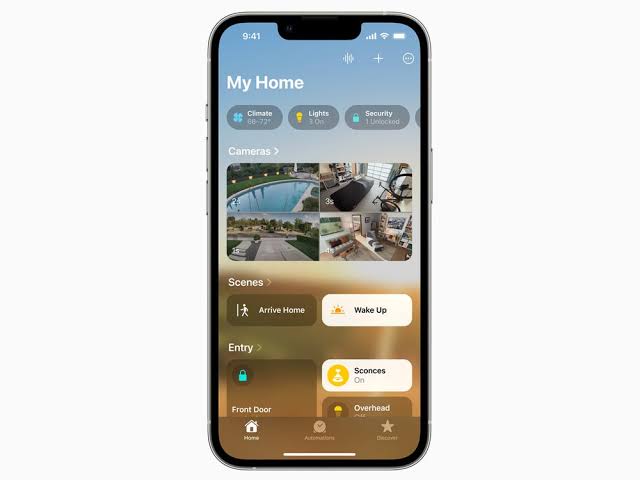 9:41
My Home
Climate
68–72°
Lights
3 On
Security
1 Unlocked
Cameras >
2s
3s
1s
4s
Scenes >
Arrive Home
Wake Up
Entry >
Sconces
On
Front Door
Overhead
Off
Home
Automations
Discover